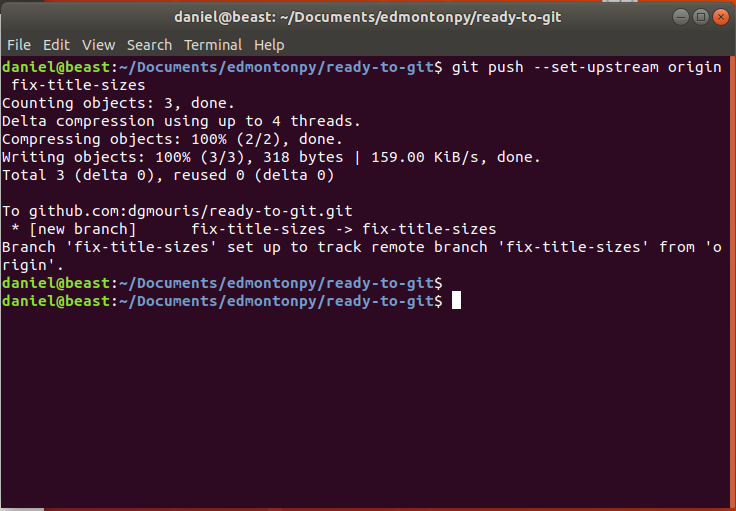 daniel@beast: ~/Documents/edmontonpy/ready-to-git
File Edit View Search Terminal Help
daniel@beast:~/Documents/edmontonpy/ready-to-git$ git push --set-upstream origin
 fix-title-sizes
Counting objects: 3, done.
Delta compression using up to 4 threads.
Compressing objects: 100% (2/2), done.
Writing objects: 100% (3/3), 318 bytes | 159.00 KiB/s, done.
Total 3 (delta 0), reused 0 (delta 0)

To github.com:dgmouris/ready-to-git.git
 * [new branch]      fix-title-sizes -> fix-title-sizes
Branch 'fix-title-sizes' set up to track remote branch 'fix-title-sizes' from 'o
rigin'.
daniel@beast:~/Documents/edmontonpy/ready-to-git$
daniel@beast:~/Documents/edmontonpy/ready-to-git$